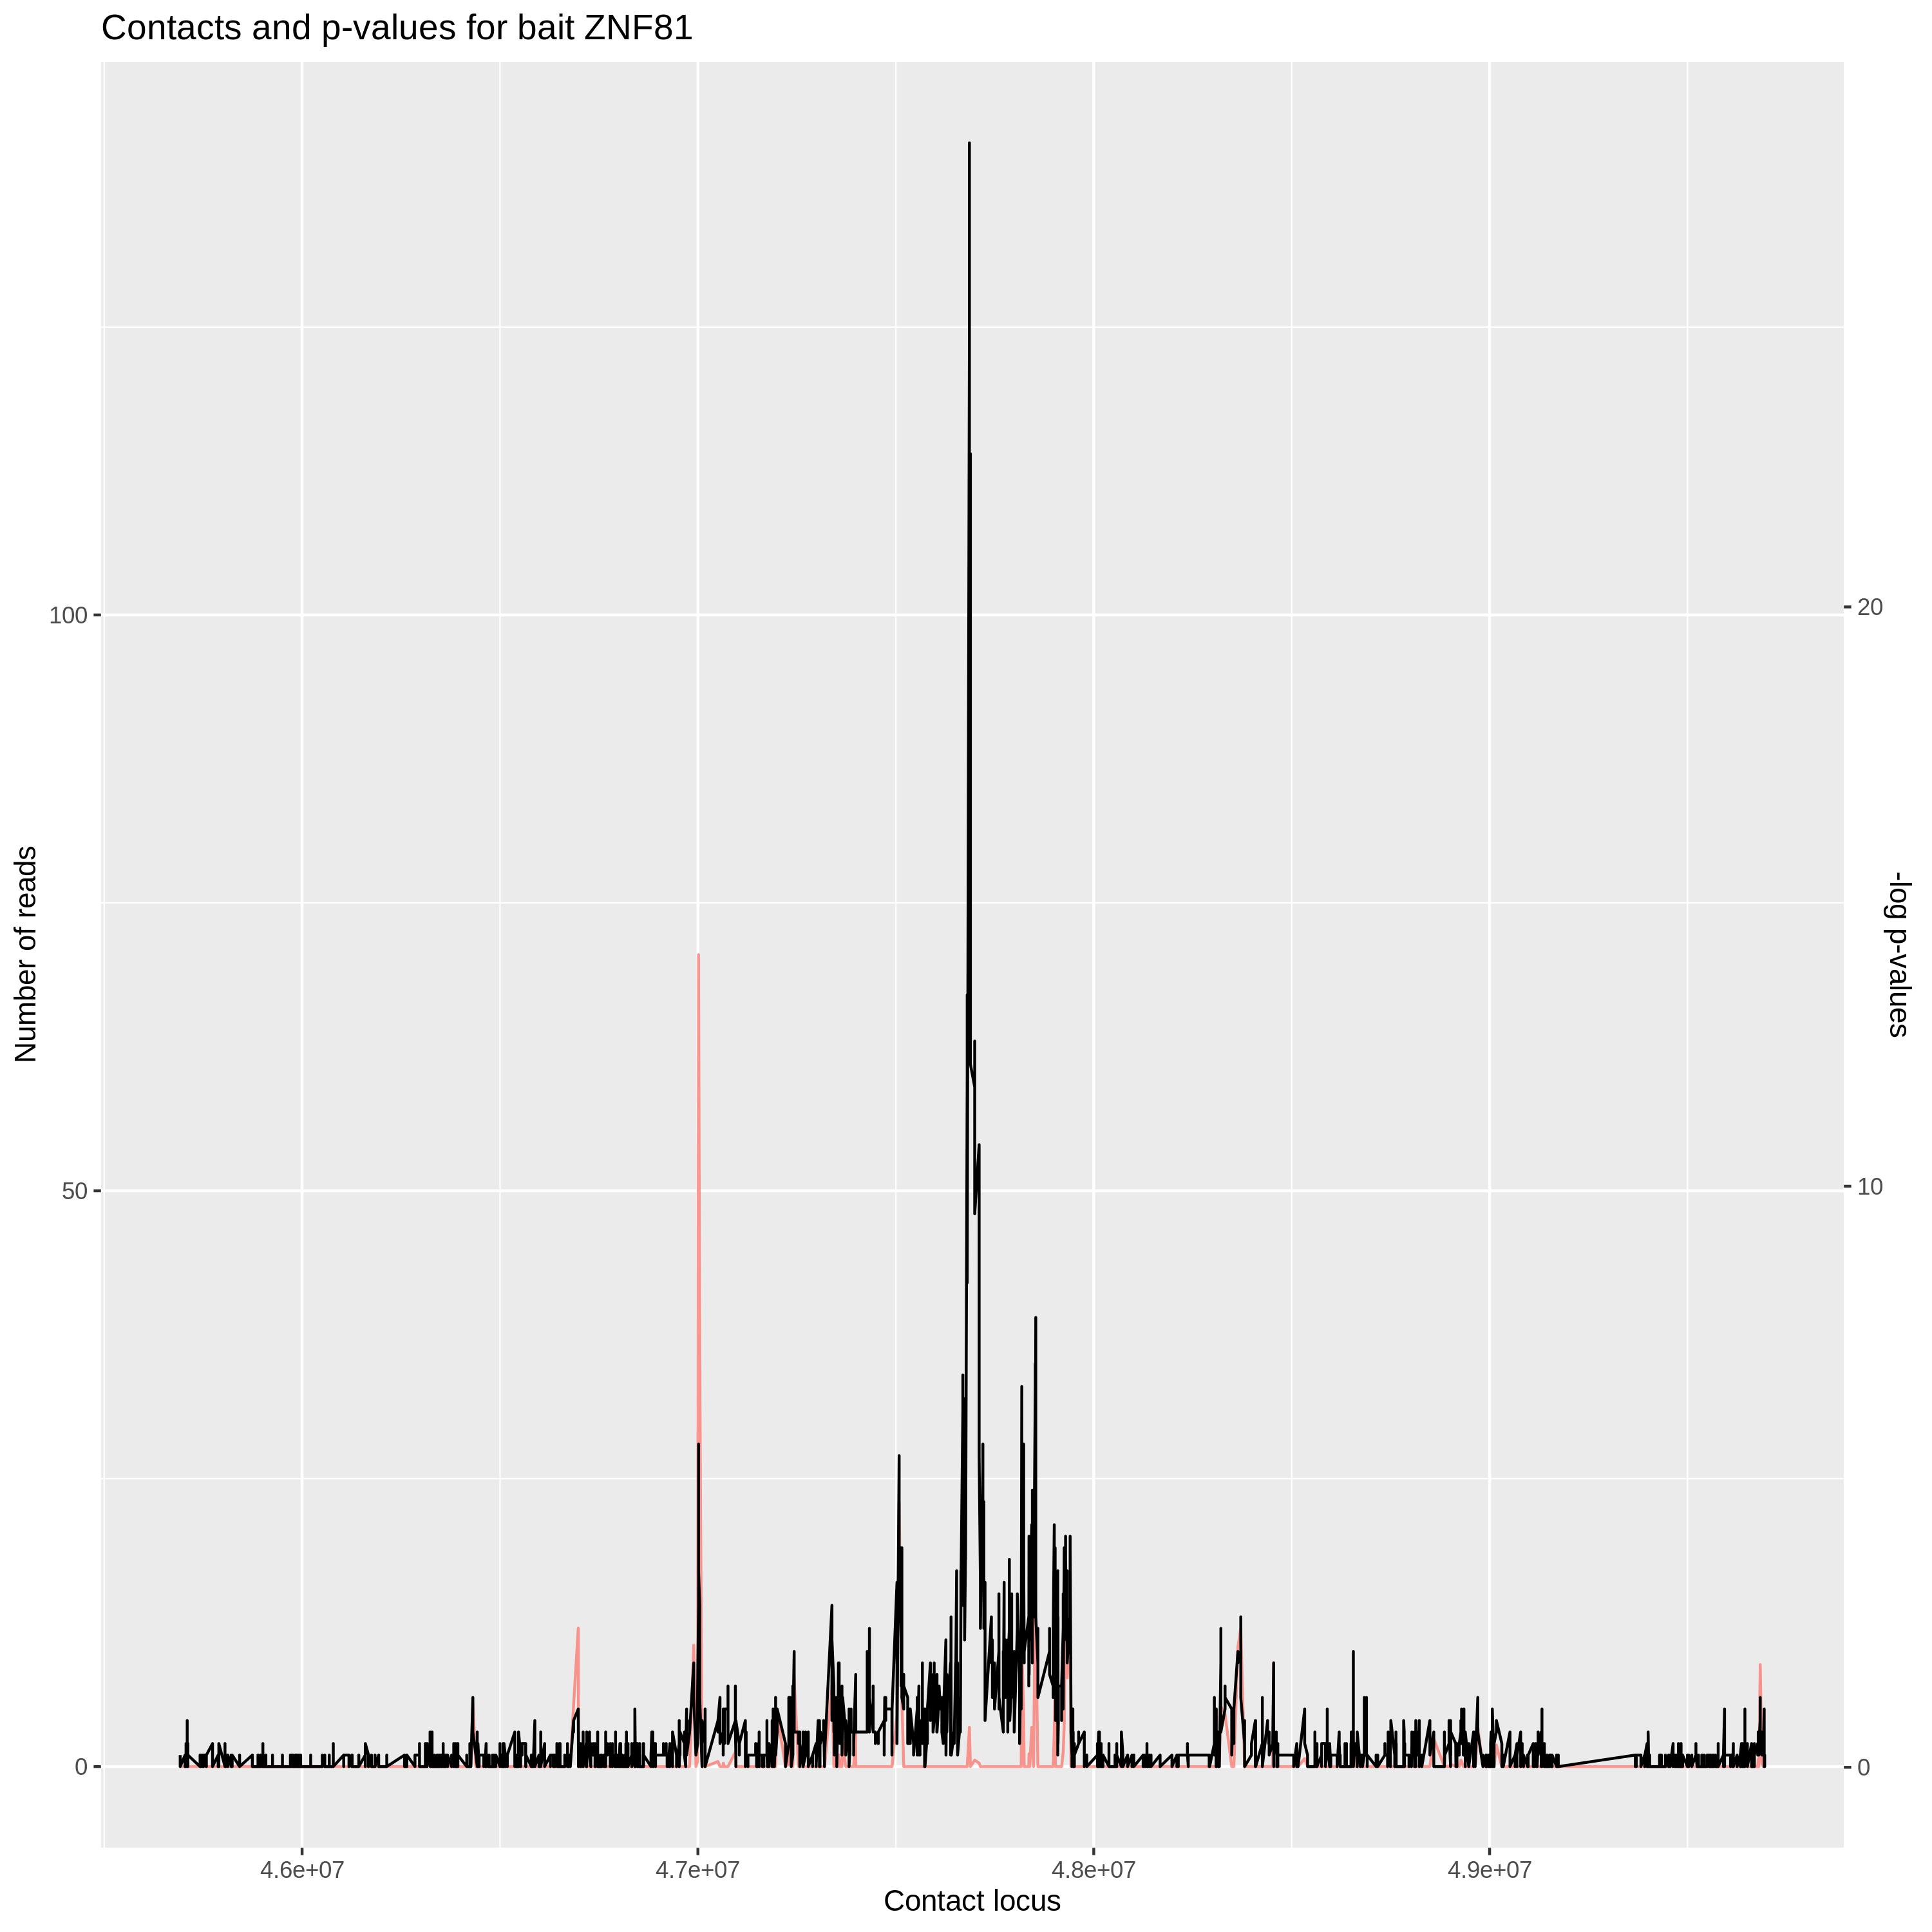 Contacts and p-values for bait ZNF81
Number of reads
100
50
0
20
10
0
-log p-values
4.6e+07
4.7e+07
4.8e+07
4.9e+07
Contact locus